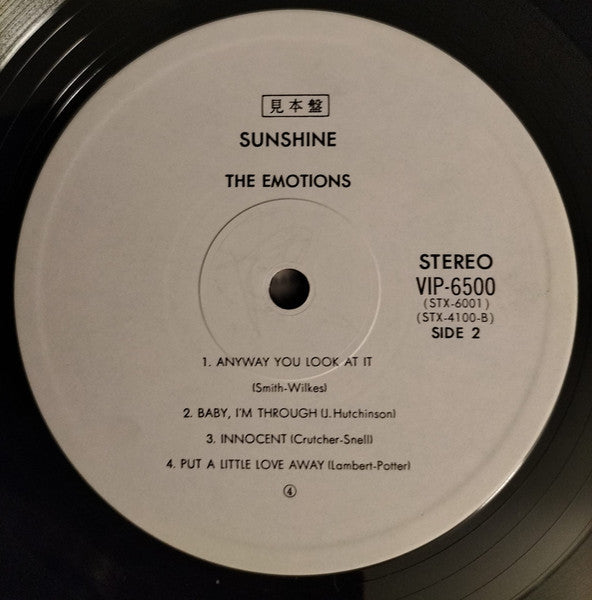 見本盤
SUNSHINE
THE EMOTIONS
STEREO
VIP-6500
(STX-6001)
(STX-4100-B)
SIDE 2
1. ANYWAY YOU LOOK AT IT
(Smith-Wilkes)
2. BABY, I'M THROUGH (J. Hutchinson)
3. INNOCENT (Crutcher-Snell)
4. PUT A LITTLE LOVE AWAY (Lambert-Potter)
④